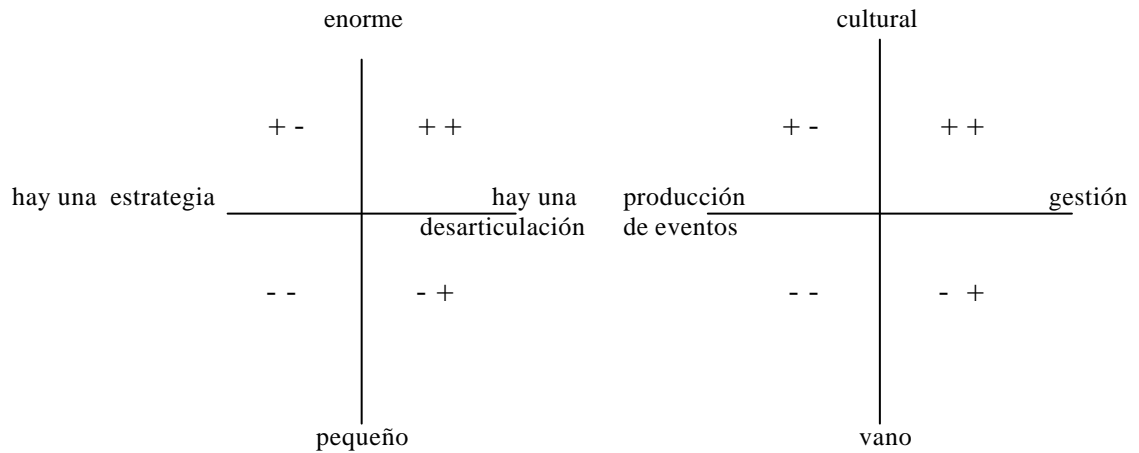 enorme
+ -
+ +
hay una estrategia
hay una
desarticulación
- -
- +
pequeño
cultural
+ -
+ +
producción
de eventos
gestión
- -
- +
vano